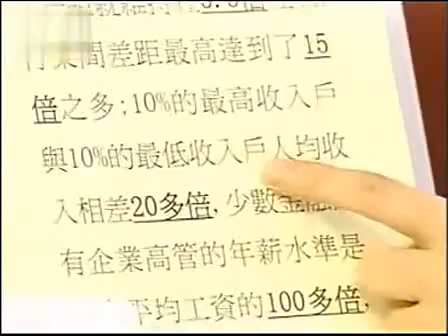 行業間差距最高達到了15
倍之多;10%的最高收入戶
與10%的最低收入戶人均收
入相差20多倍,少數金融
有企業高管的年薪水準是
平均工資的100多倍,